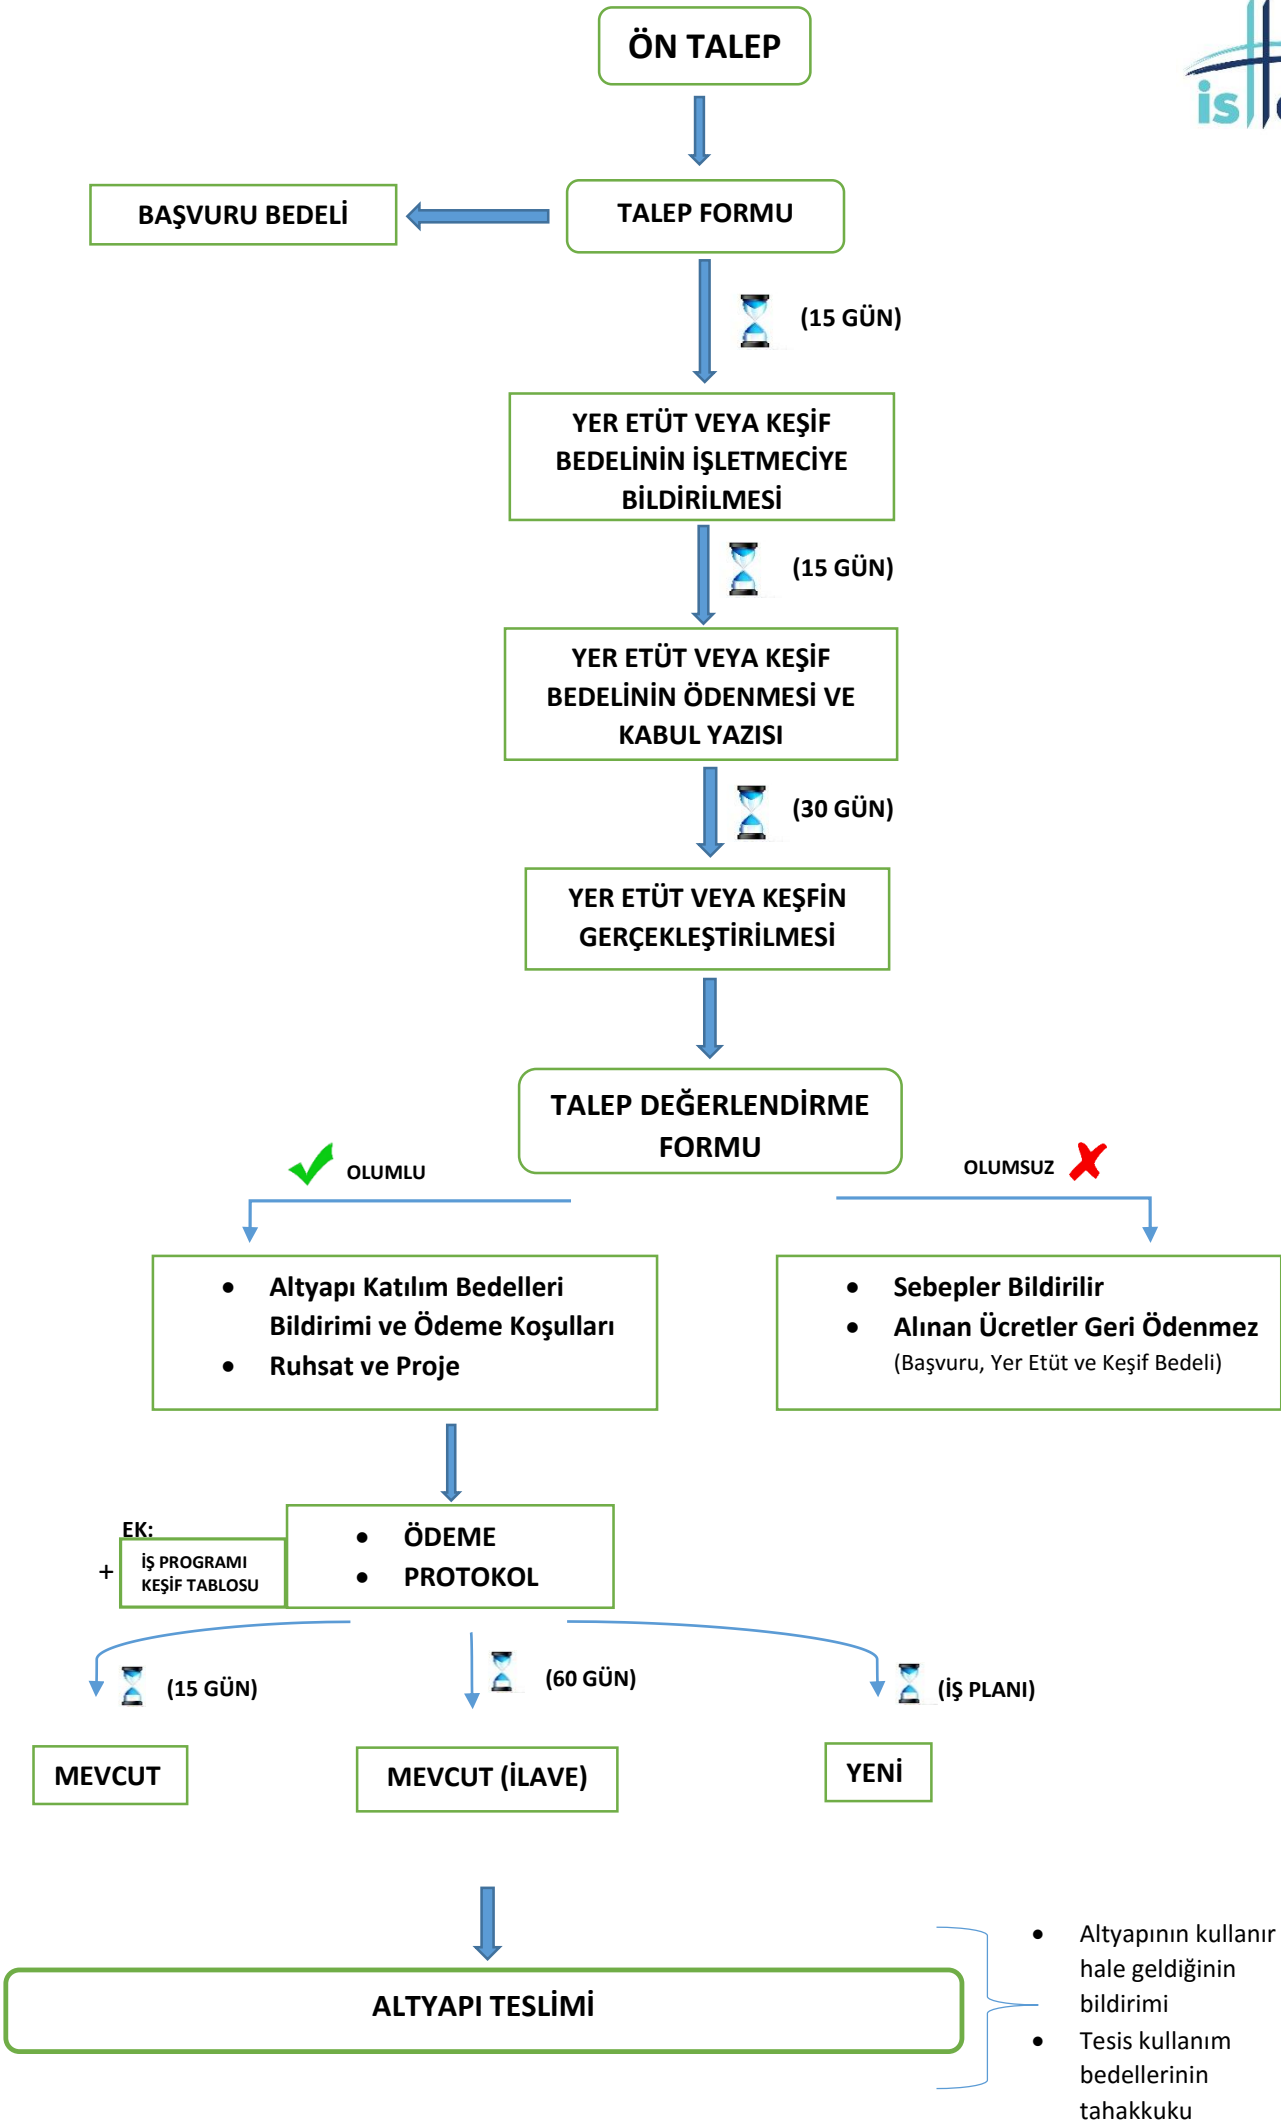 ÖN TALEP
is
BAŞVURU BEDELİ
TALEP FORMU
(15 GÜN)
YER ETÜT VEYA KEŞİF
BEDELİNİN İŞLETMECİYE
BİLDİRİLMESİ
(15 GÜN)
YER ETÜT VEYA KEŞİF
BEDELİNİN ÖDENMESİ VE
KABUL YAZISI
(30 GÜN)
YER ETÜT VEYA KEŞFİN
GERÇEKLEŞTİRİLMESİ
TALEP DEĞERLENDİRME
FORMU
OLUMLU
OLUMSUZ
• Altyapı Katılım Bedelleri
Bildirimi ve Ödeme Koşulları
• Ruhsat ve Proje
• Sebepler Bildirilir
• Alınan Ücretler Geri Ödenmez
(Başvuru, Yer Etüt ve Keşif Bedeli)
EK:
+ İŞ PROGRAMI
KEŞİF TABLOSU
• ÖDEME
• PROTOKOL
(15 GÜN)
(60 GÜN)
(İŞ PLANI)
MEVCUT
MEVCUT (İLAVE)
YENİ
ALTYAPI TESLİMİ
• Altyapının kullanır
hale geldiğinin
bildirimi
• Tesis kullanım
bedellerinin
tahakkuku